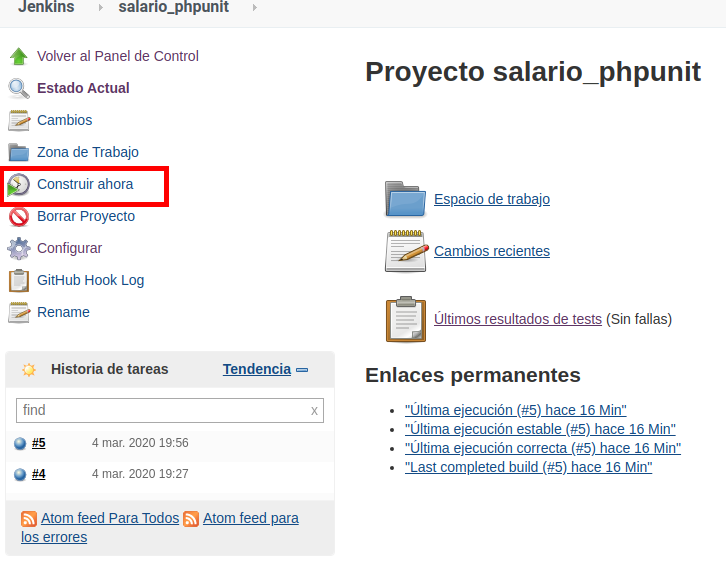 Jenkins salario_phpunit
Volver al Panel de Control
Estado Actual
Cambios
Zona de Trabajo
Construir ahora
Borrar Proyecto
Configurar
GitHub Hook Log
Rename
Historia de tareas Tendencia
find x
#5 4 mar. 2020 19:56
#4 4 mar. 2020 19:27
Atom feed Para Todos Atom feed para
los errores
Proyecto salario_phpunit
Espacio de trabajo
Cambios recientes
Últimos resultados de tests (Sin fallas)
Enlaces permanentes
"Última ejecución (#5) hace 16 Min"
"Última ejecución estable (#5) hace 16 Min"
"Última ejecución correcta (#5) hace 16 Min"
"Last completed build (#5) hace 16 Min"